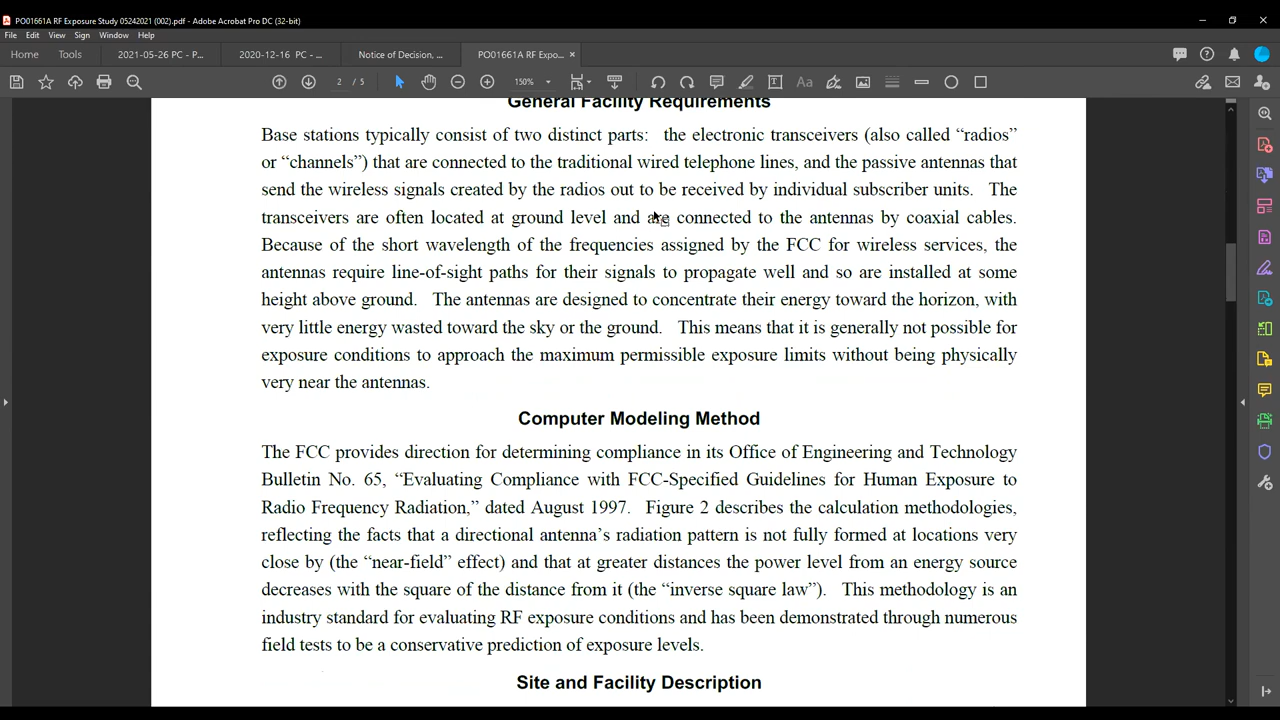 PO01661A RF Exposure Study 05242021 (002).pdf - Adobe Acrobat Pro DC (32-bit)
File Edit View Sign Window Help
Home Tools 2021-05-26 PC - P... 2020-12-16 PC - ... Notice of Decision, ... PO01661A RF Expo... ×
2 / 5 150% Aa
General Facility Requirements
Base stations typically consist of two distinct parts: the electronic transceivers (also called “radios”
or “channels”) that are connected to the traditional wired telephone lines, and the passive antennas that
send the wireless signals created by the radios out to be received by individual subscriber units. The
transceivers are often located at ground level and are connected to the antennas by coaxial cables.
Because of the short wavelength of the frequencies assigned by the FCC for wireless services, the
antennas require line-of-sight paths for their signals to propagate well and so are installed at some
height above ground. The antennas are designed to concentrate their energy toward the horizon, with
very little energy wasted toward the sky or the ground. This means that it is generally not possible for
exposure conditions to approach the maximum permissible exposure limits without being physically
very near the antennas.
Computer Modeling Method
The FCC provides direction for determining compliance in its Office of Engineering and Technology
Bulletin No. 65, “Evaluating Compliance with FCC-Specified Guidelines for Human Exposure to
Radio Frequency Radiation,” dated August 1997. Figure 2 describes the calculation methodologies,
reflecting the facts that a directional antenna’s radiation pattern is not fully formed at locations very
close by (the “near-field” effect) and that at greater distances the power level from an energy source
decreases with the square of the distance from it (the “inverse square law”). This methodology is an
industry standard for evaluating RF exposure conditions and has been demonstrated through numerous
field tests to be a conservative prediction of exposure levels.
Site and Facility Description